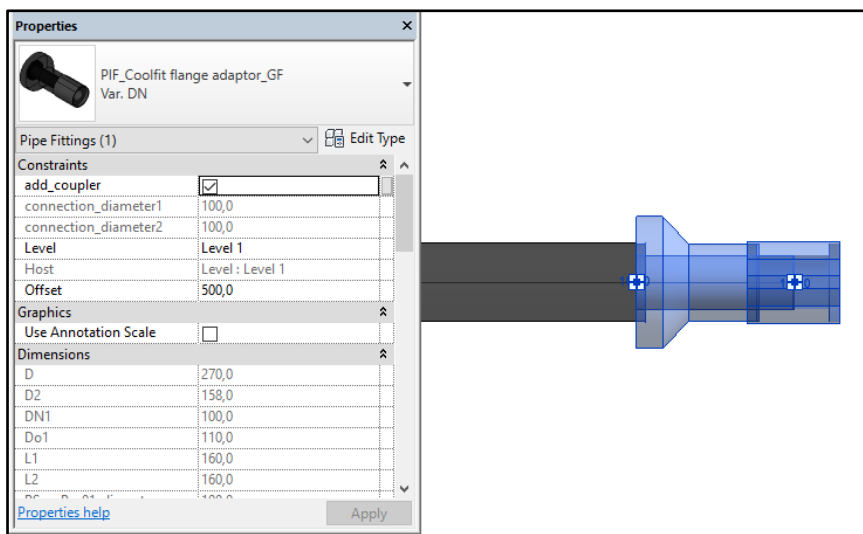 Properties
PIF_Coolfit flange adaptor_GF
Var. DN
Pipe Fittings (1)
Edit Type
Constraints
add_coupler
connection_diameter1 100,0
connection_diameter2 100,0
Level Level 1
Host Level : Level 1
Offset 500,0
Graphics
Use Annotation Scale
Dimensions
D 270,0
D2 158,0
DN1 100,0
Do1 110,0
L1 160,0
L2 160,0
Properties help
Apply